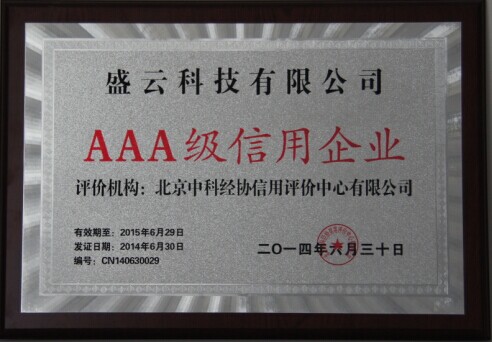 盛云科技有限公司
AAA级信用企业
评价机构：北京中科经协信用评价中心有限公司
有效期至：2015年6月29日
发证日期：2014年6月30日
编号：CN140630029
二〇一四年六月三十日